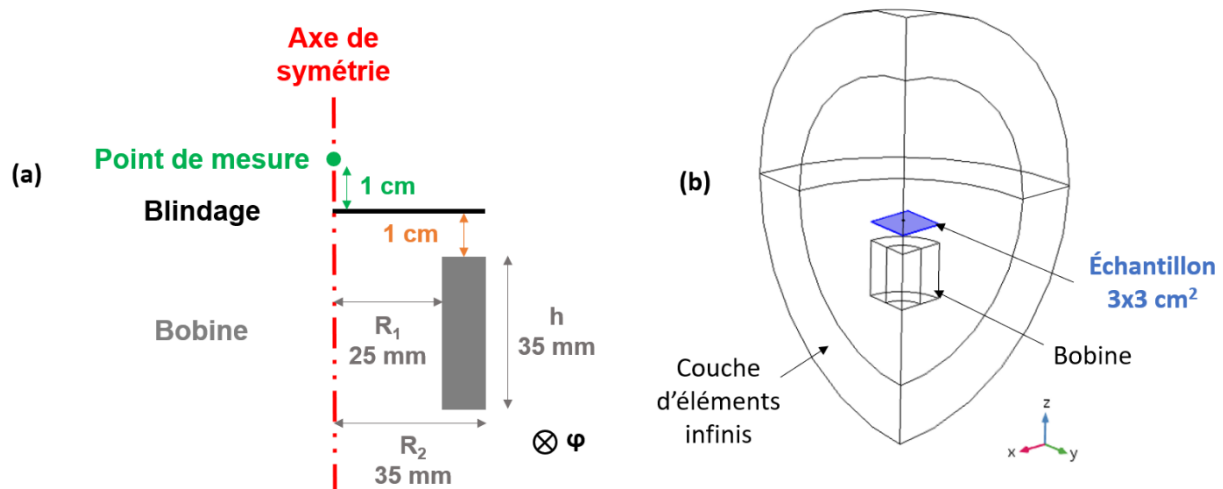 Axe de
symétrie
(a)
Point de mesure
1 cm
Blindage
1 cm
Bobine
R1
25 mm
h
35 mm
R2
35 mm
φ
(b)
Échantillon
3x3 cm²
Bobine
Couche
d'éléments
infinis
z
x
y